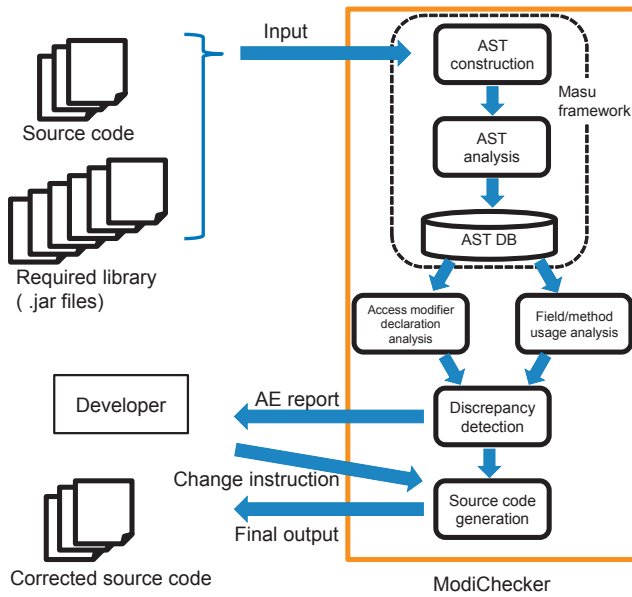 Input
AST
construction
Masu
framework
AST
analysis
AST DB
Source code
Required library
( .jar files)
Access modifier
declaration
analysis
Field/method
usage analysis
Developer
AE report
Discrepancy
detection
Change instruction
Source code
generation
Final output
Corrected source code
ModiChecker